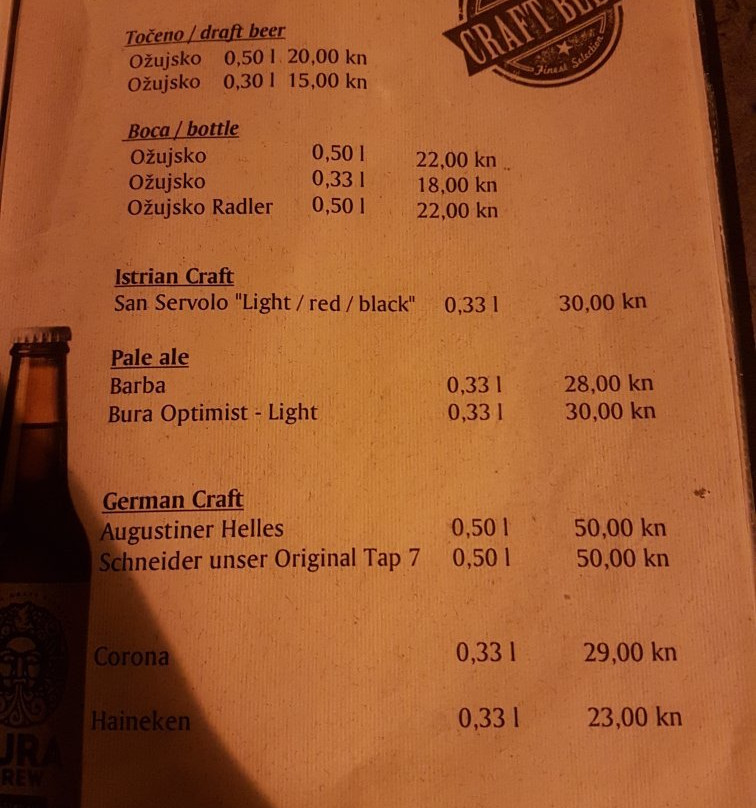 CRAFT
Finest Selection
Točeno / draft beer
Ožujsko 0,50 l 20,00 kn
Ožujsko 0,30 l 15,00 kn
Boca / bottle
Ožujsko 0,50 l 22,00 kn
Ožujsko 0,33 l 18,00 kn
Ožujsko Radler 0,50 l 22,00 kn
Istrian Craft
San Servolo "Light / red / black" 0,33 l 30,00 kn
Pale ale
Barba 0,33 l 28,00 kn
Bura Optimist - Light 0,33 l 30,00 kn
German Craft
Augustiner Helles 0,50 l 50,00 kn
Schneider unser Original Tap 7 0,50 l 50,00 kn
Corona 0,33 l 29,00 kn
Haineken 0,33 l 23,00 kn